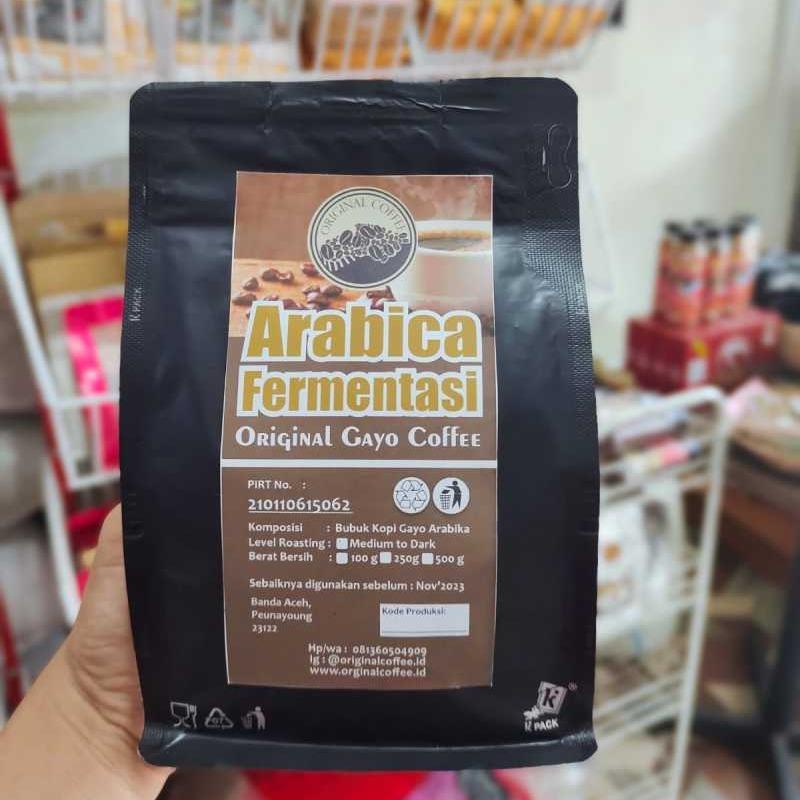 ORIGINAL COFFEE
Arabica
Fermentasi
Original Gayo Coffee
PIRT No. :
210110615062
Komposisi : Bubuk Kopi Gayo Arabika
Level Roasting : Medium to Dark
Berat Bersih : 100 g 250g 500 g
Sebaiknya digunakan sebelum : Nov'2023
Banda Aceh,
Peunayoung
23122
Kode Produksi:
Hp/wa : 081360504909
Ig : @originalcoffee.id
www.orginalcoffee.id
K PACK
07
k
K PACK